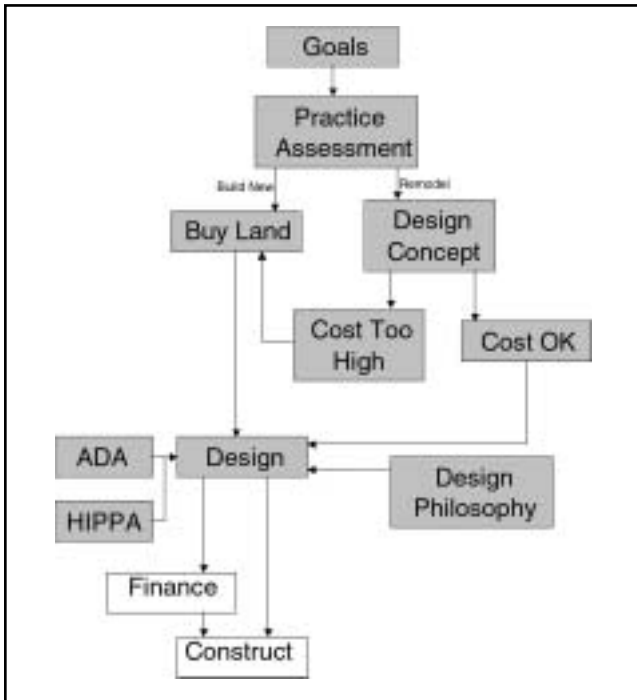 Goals
Practice
Assessment
Build New
Remodel
Buy Land
Design
Concept
Cost Too
High
Cost OK
ADA
Design
Design
Philosophy
HIPPA
Finance
Construct